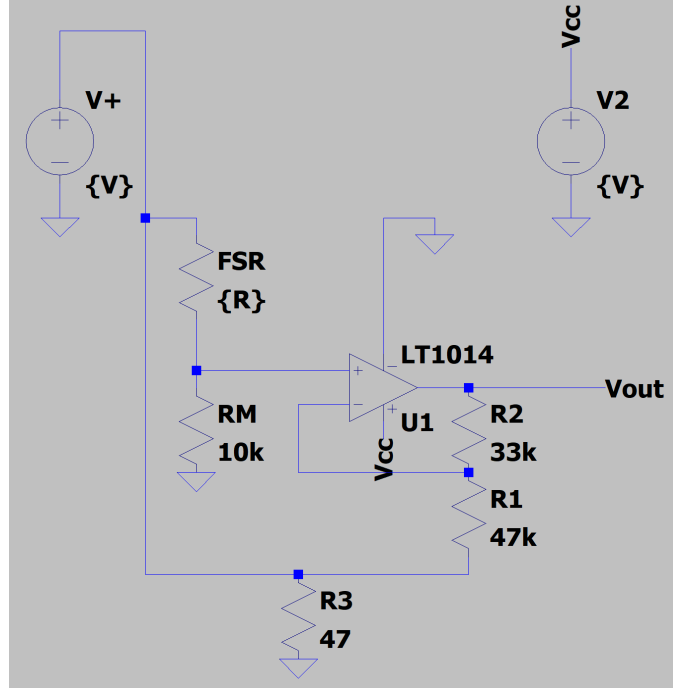 Vcc
V+
{V}
V2
{V}
FSR
{R}
LT1014
U1
Vcc
Vout
RM
10k
R2
33k
R1
47k
R3
47